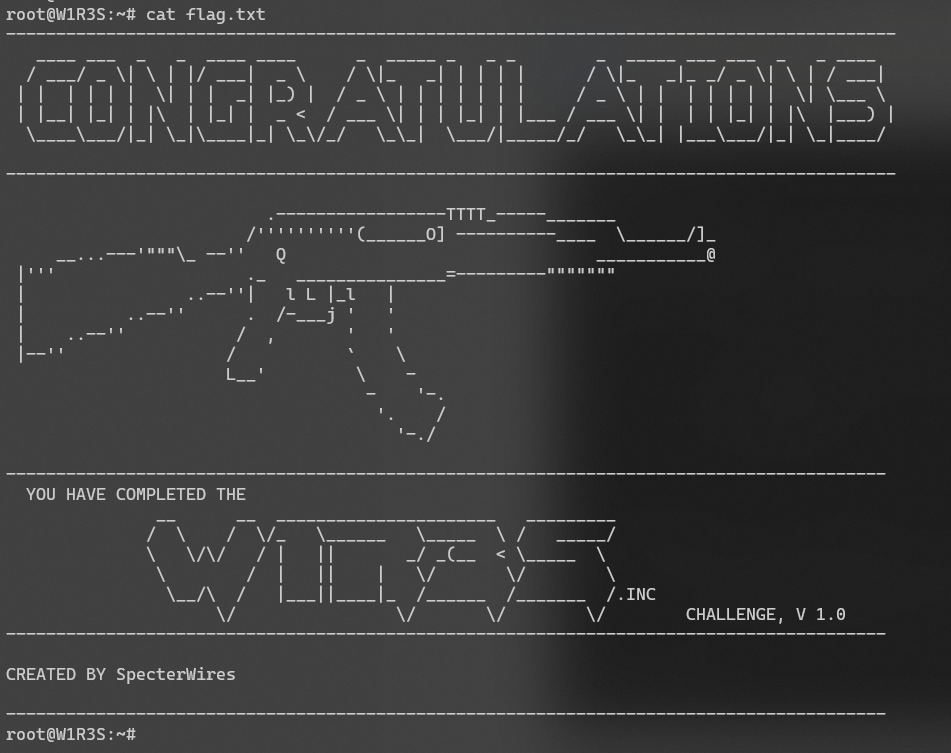 root@W1R3S:~# cat flag.txt
CONGRATULATIONS
YOU HAVE COMPLETED THE
W1R3S
.INC
CHALLENGE, V 1.0
CREATED BY SpecterWires
root@W1R3S:~#